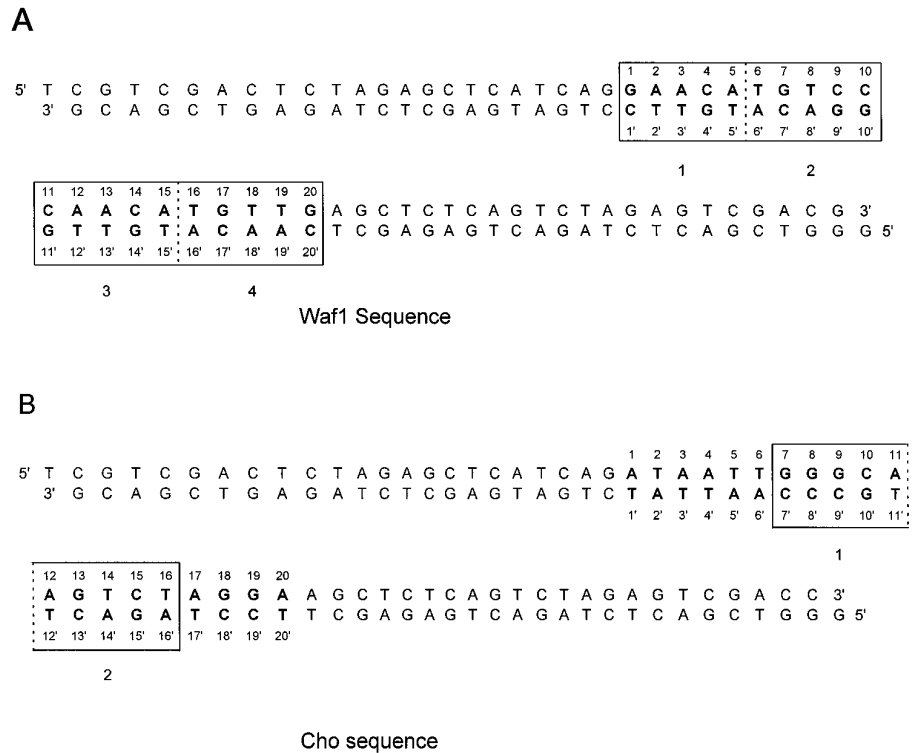 A
1 2 3 4 5 6 7 8 9 10
5' T C G T C G A C T C T A G A G C T C A T C A G G A A C A T G T C C
3' G C A G C T G A G A T C T C G A G T A G T C C T T G T A C A G G
1' 2' 3' 4' 5' 6' 7' 8' 9' 10'
1 2
11 12 13 14 15 16 17 18 19 20
C A A C A T G T T G A G C T C T C A G T C T A G A G T C G A C G 3'
G T T G T A C A A C T C G A G A G T C A G A T C T C A G C T G G G 5'
11' 12' 13' 14' 15' 16' 17' 18' 19' 20'
3 4
Waf1 Sequence
B
1 2 3 4 5 6 7 8 9 10 11
5' T C G T C G A C T C T A G A G C T C A T C A G A T A A T T G G G C A
3' G C A G C T G A G A T C T C G A G T A G T C T A T T A A C C C G T
1' 2' 3' 4' 5' 6' 7' 8' 9' 10' 11'
1
12 13 14 15 16 17 18 19 20
A G T C T A G G A A G C T C T C A G T C T A G A G T C G A C C 3'
T C A G A T C C T T C G A G A G T C A G A T C T C A G C T G G G 5'
12' 13' 14' 15' 16' 17' 18' 19' 20'
2
Cho sequence